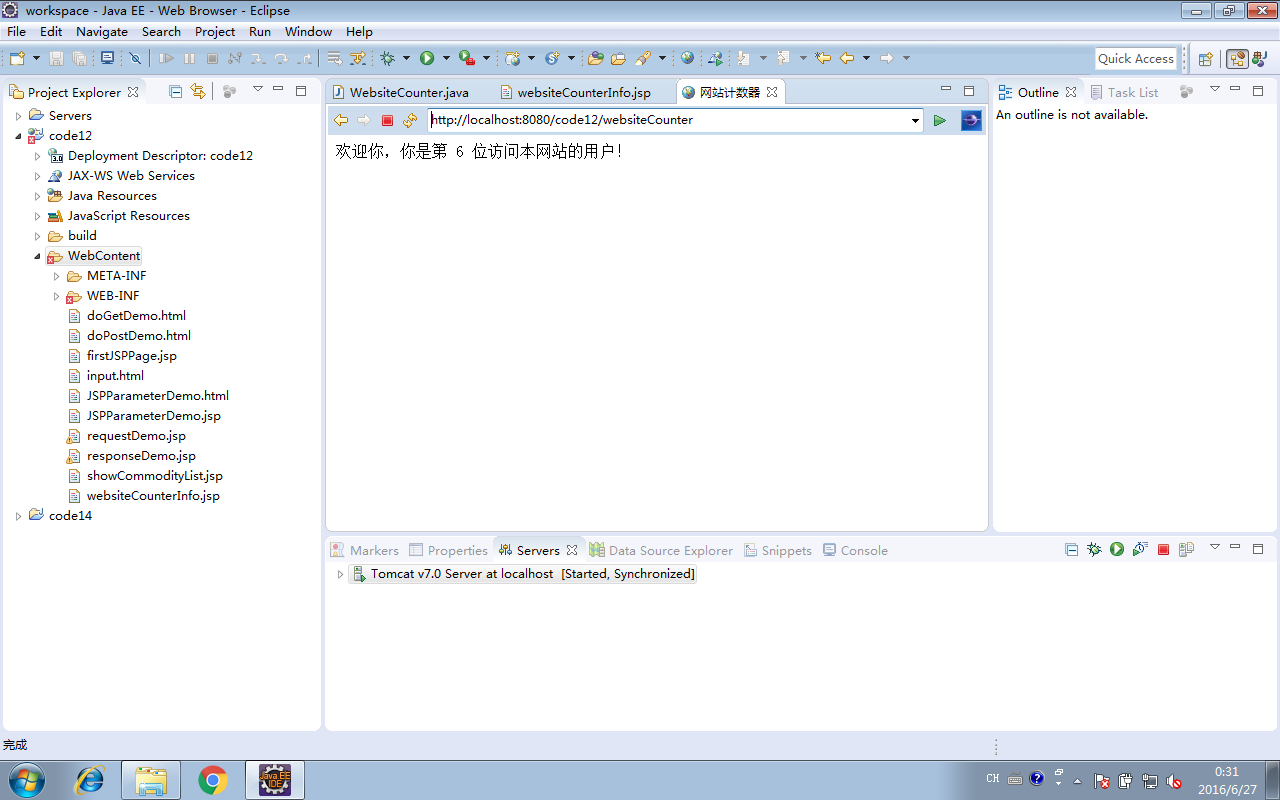 workspace - Java EE - Web Browser - Eclipse
File Edit Navigate Search Project Run Window Help
Quick Access
Project Explorer
Servers
code12
3.0 Deployment Descriptor: code12
JAX-WS Web Services
Java Resources
JavaScript Resources
build
WebContent
META-INF
WEB-INF
doGetDemo.html
doPostDemo.html
firstJSPPage.jsp
input.html
JSPParameterDemo.html
JSPParameterDemo.jsp
requestDemo.jsp
responseDemo.jsp
showCommodityList.jsp
websiteCounterInfo.jsp
code14
WebsiteCounter.java websiteCounterInfo.jsp 网站计数器
http://localhost:8080/code12/websiteCounter
欢迎你，你是第 6 位访问本网站的用户！
Outline Task List
An outline is not available.
Markers Properties Servers Data Source Explorer Snippets Console
Tomcat v7.0 Server at localhost [Started, Synchronized]
完成
Java EE
IDE
CH
0:31
2016/6/27